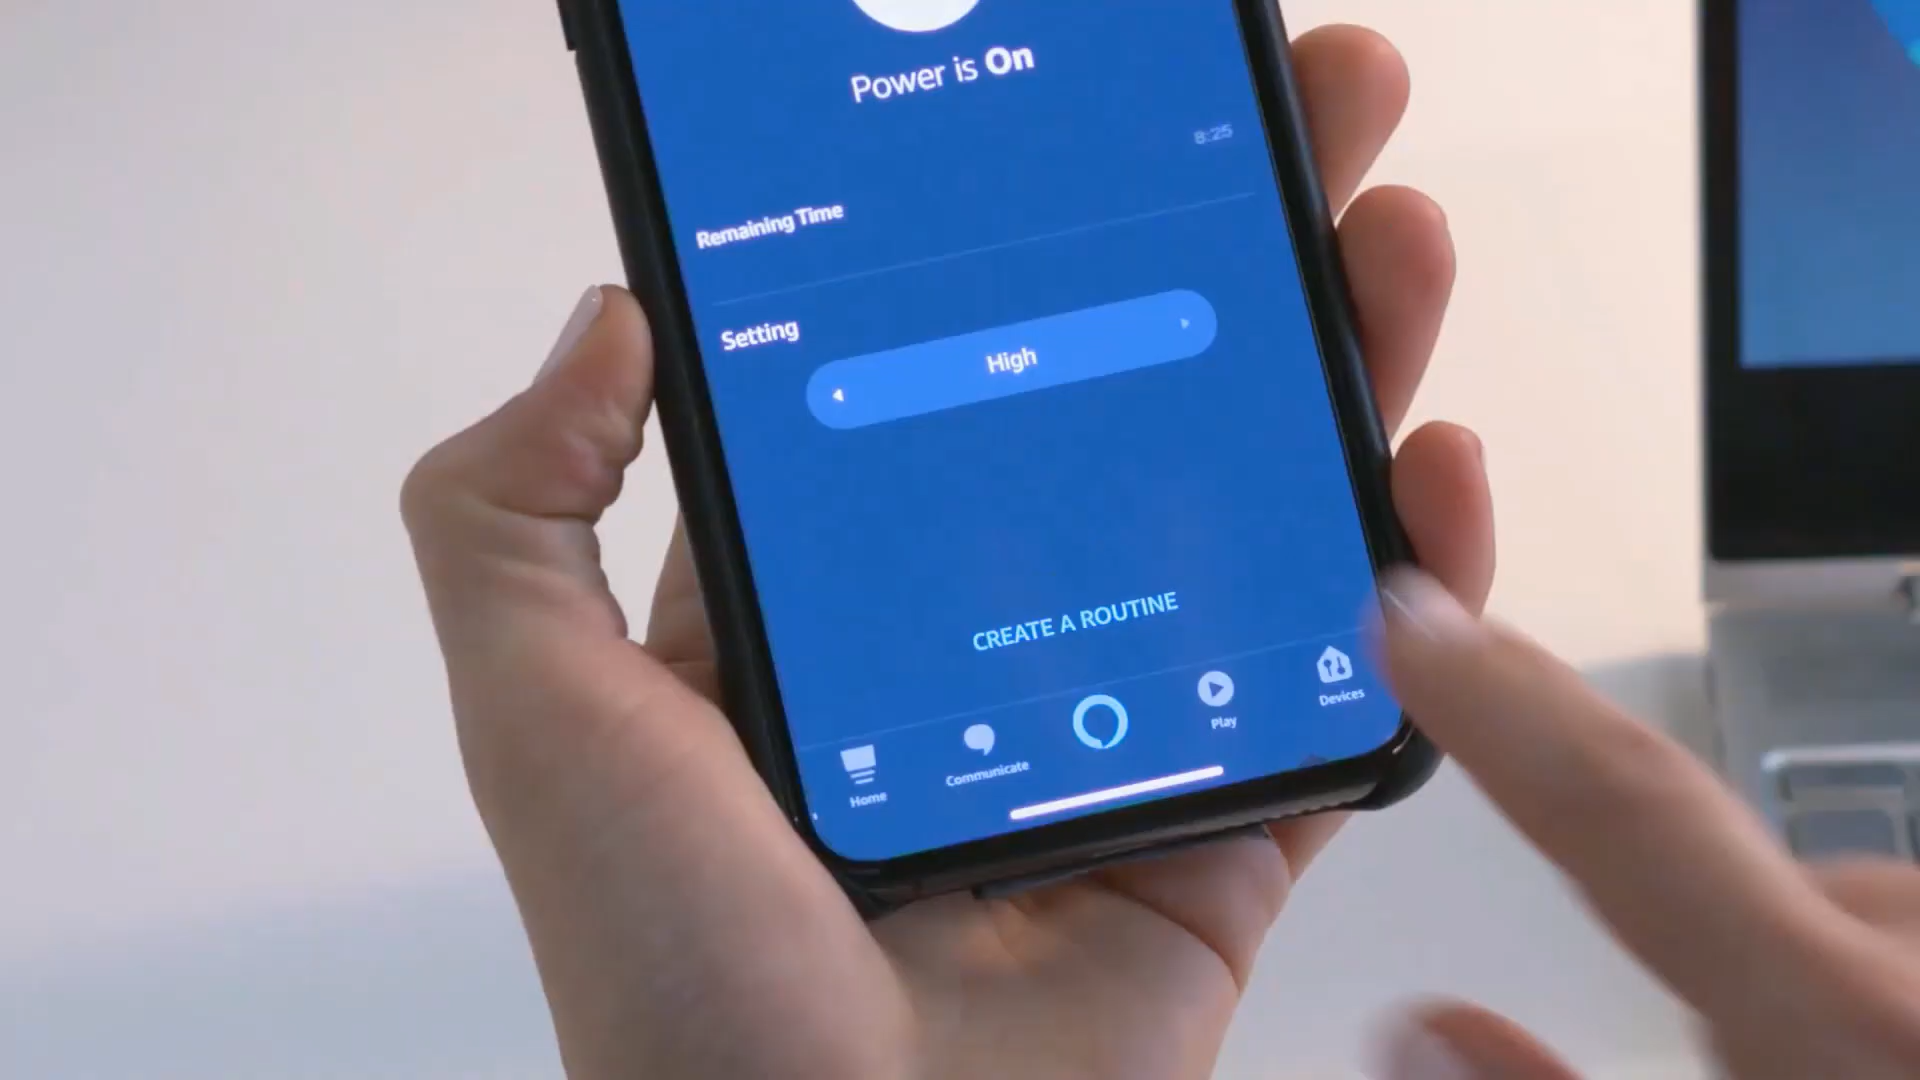 Power is On
8:25
Remaining Time
Setting
High
CREATE A ROUTINE
Home
Communicate
Play
Devices